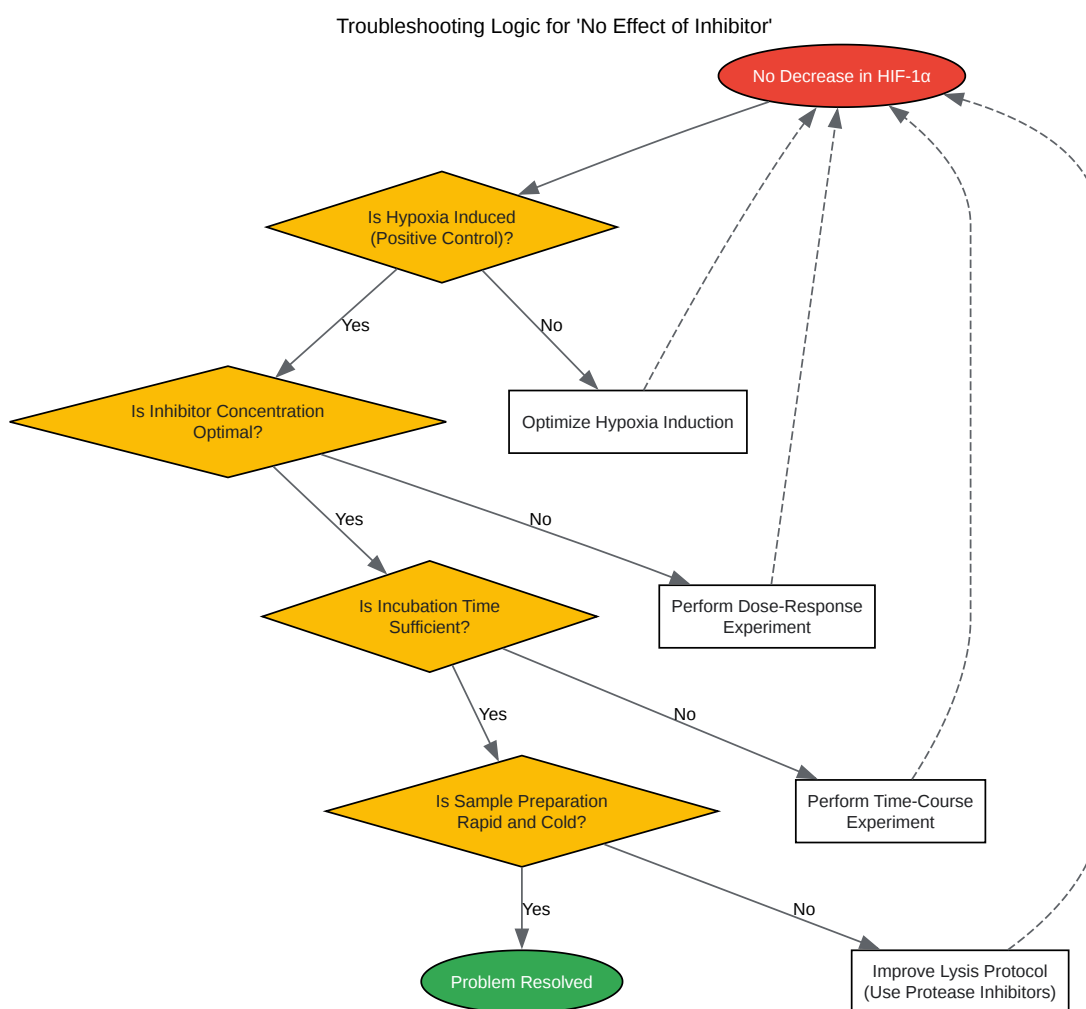 Troubleshooting Logic for 'No Effect of Inhibitor'
No Decrease in HIF-1α
Is Hypoxia Induced
(Positive Control)?
Yes
No
Is Inhibitor Concentration
Optimal?
Optimize Hypoxia Induction
Yes
No
Is Incubation Time
Sufficient?
Perform Dose-Response
Experiment
Yes
No
Is Sample Preparation
Rapid and Cold?
Perform Time-Course
Experiment
Yes
No
Problem Resolved
Improve Lysis Protocol
(Use Protease Inhibitors)